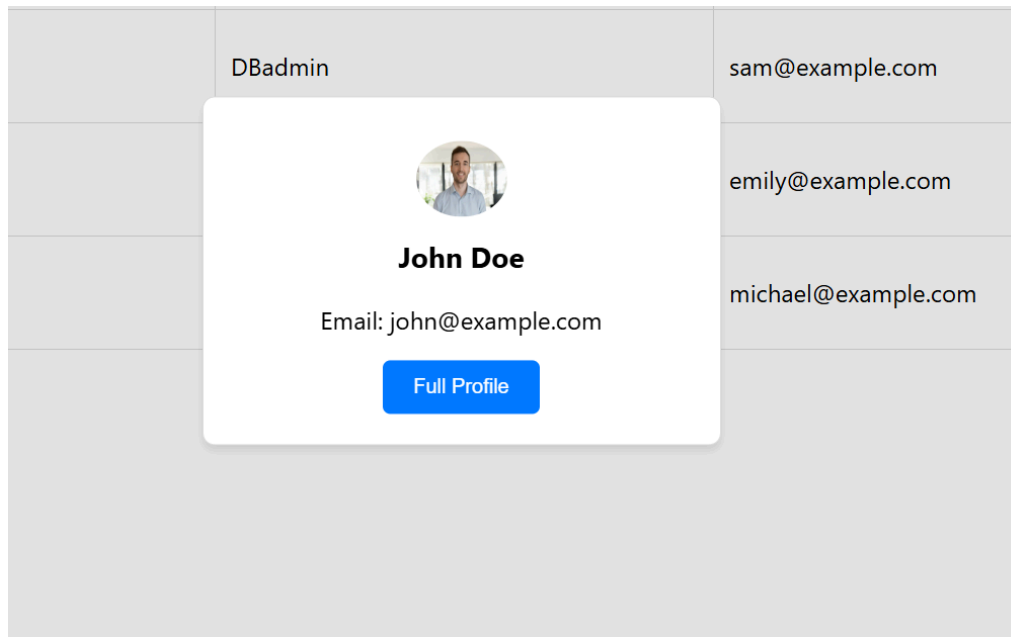 DBadmin sam@example.com
emily@example.com
John Doe
michael@example.com
Email: john@example.com
Full Profile